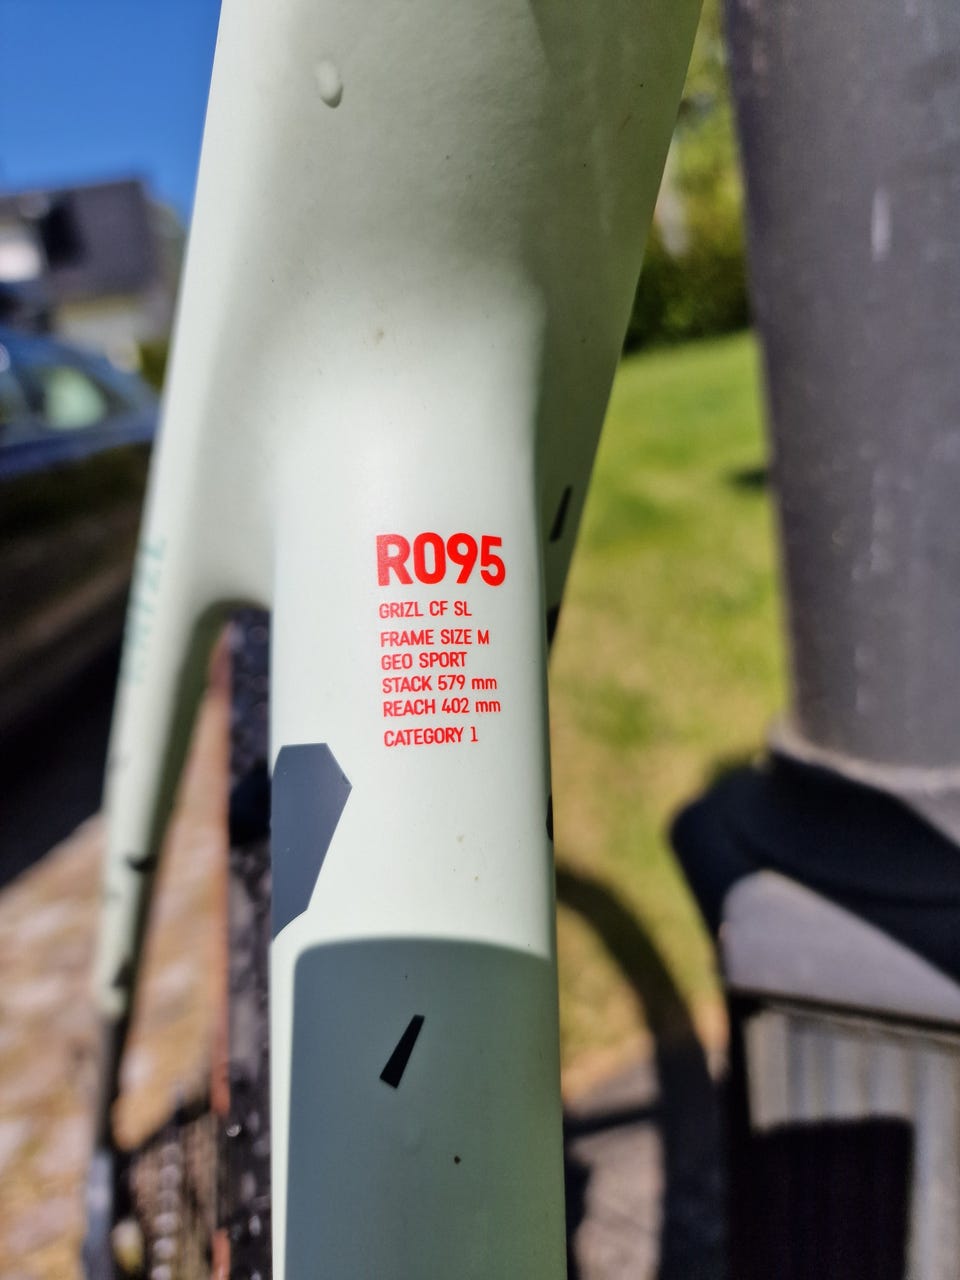 R095
GRIZL CF SL
FRAME SIZE M
GEO SPORT
STACK 579 mm
REACH 402 mm
CATEGORY 1